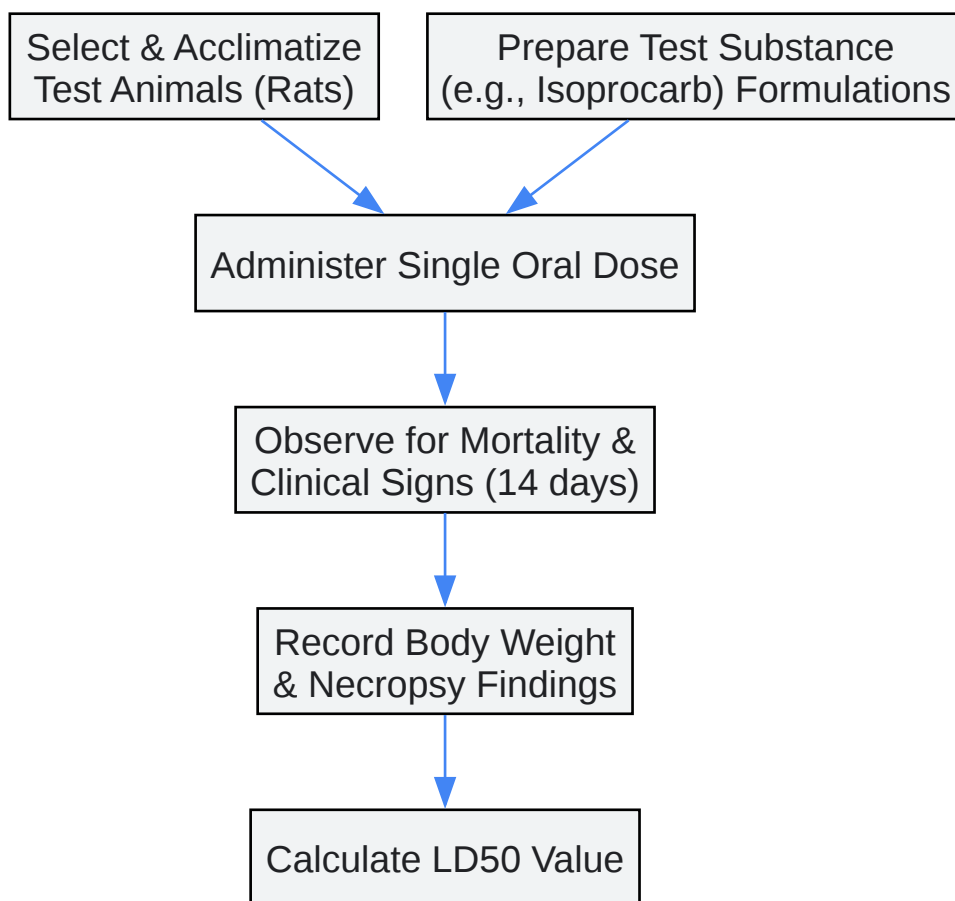 Select & Acclimatize
Test Animals (Rats)
Prepare Test Substance
(e.g., Isoprocarb) Formulations
Administer Single Oral Dose
Observe for Mortality &
Clinical Signs (14 days)
Record Body Weight
& Necropsy Findings
Calculate LD50 Value